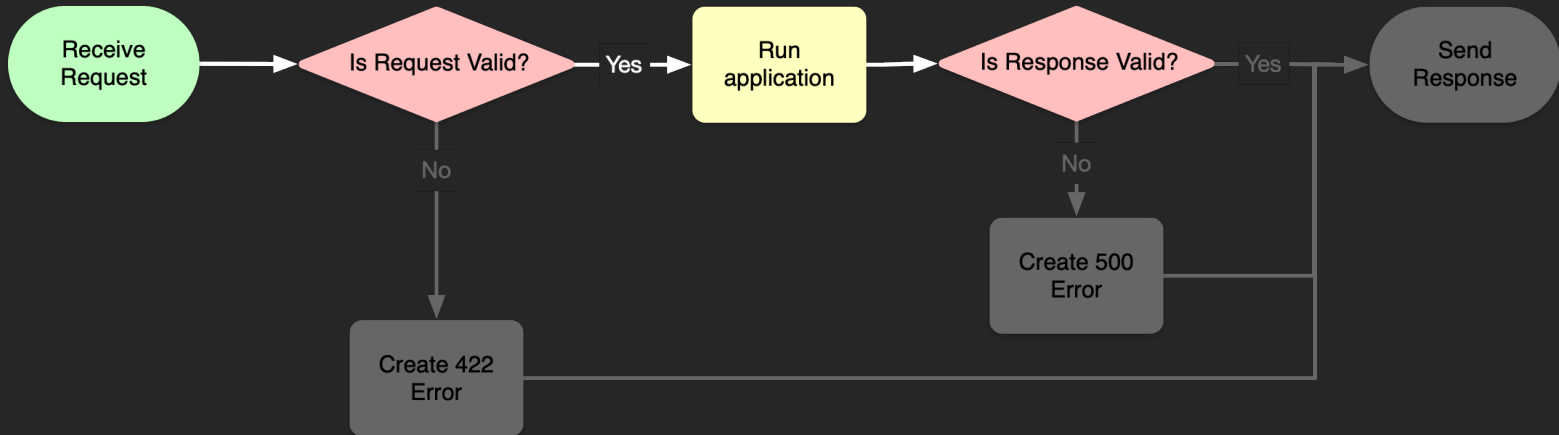 Receive
Request
Is Request Valid?
Yes
Run
application
Is Response Valid?
Yes
Send
Response
No
No
Create 500
Error
Create 422
Error